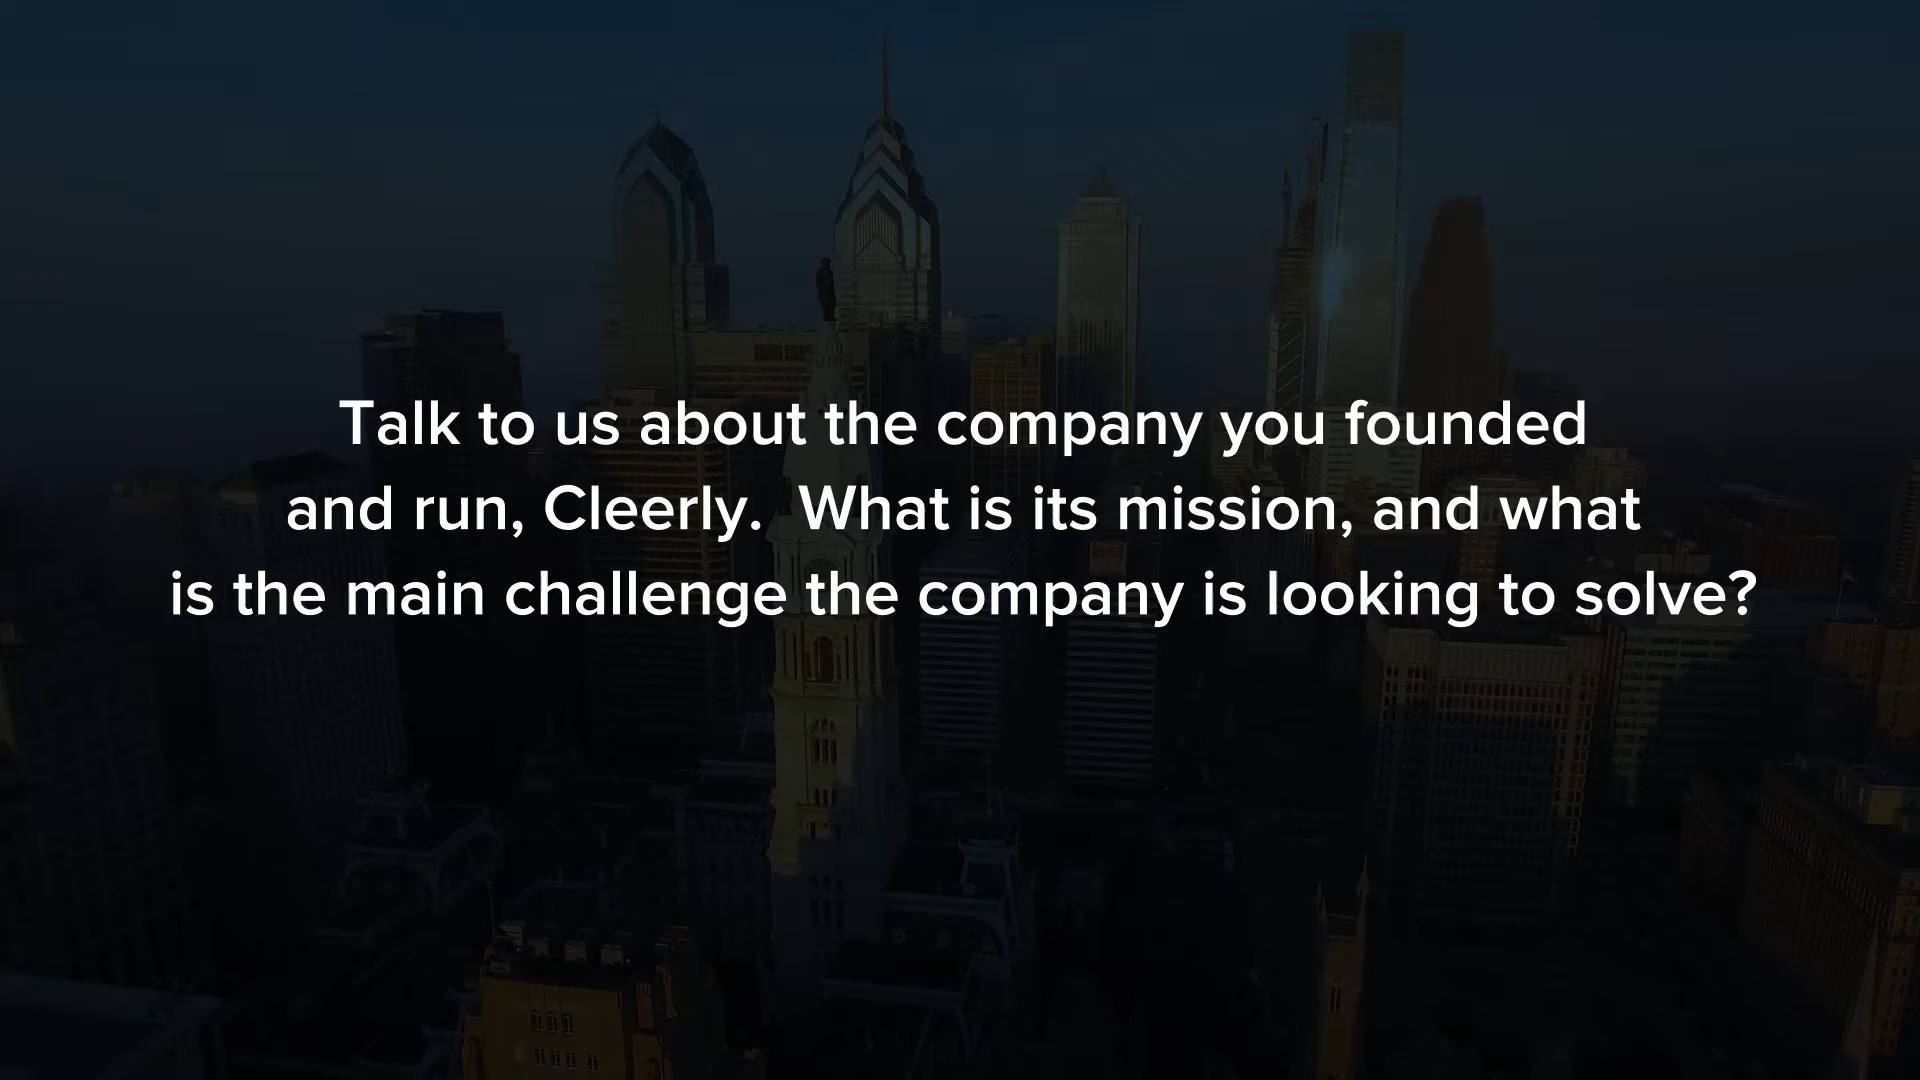 Talk to us about the company you founded
and run, Cleerly.  What is its mission, and what
is the main challenge the company is looking to solve?